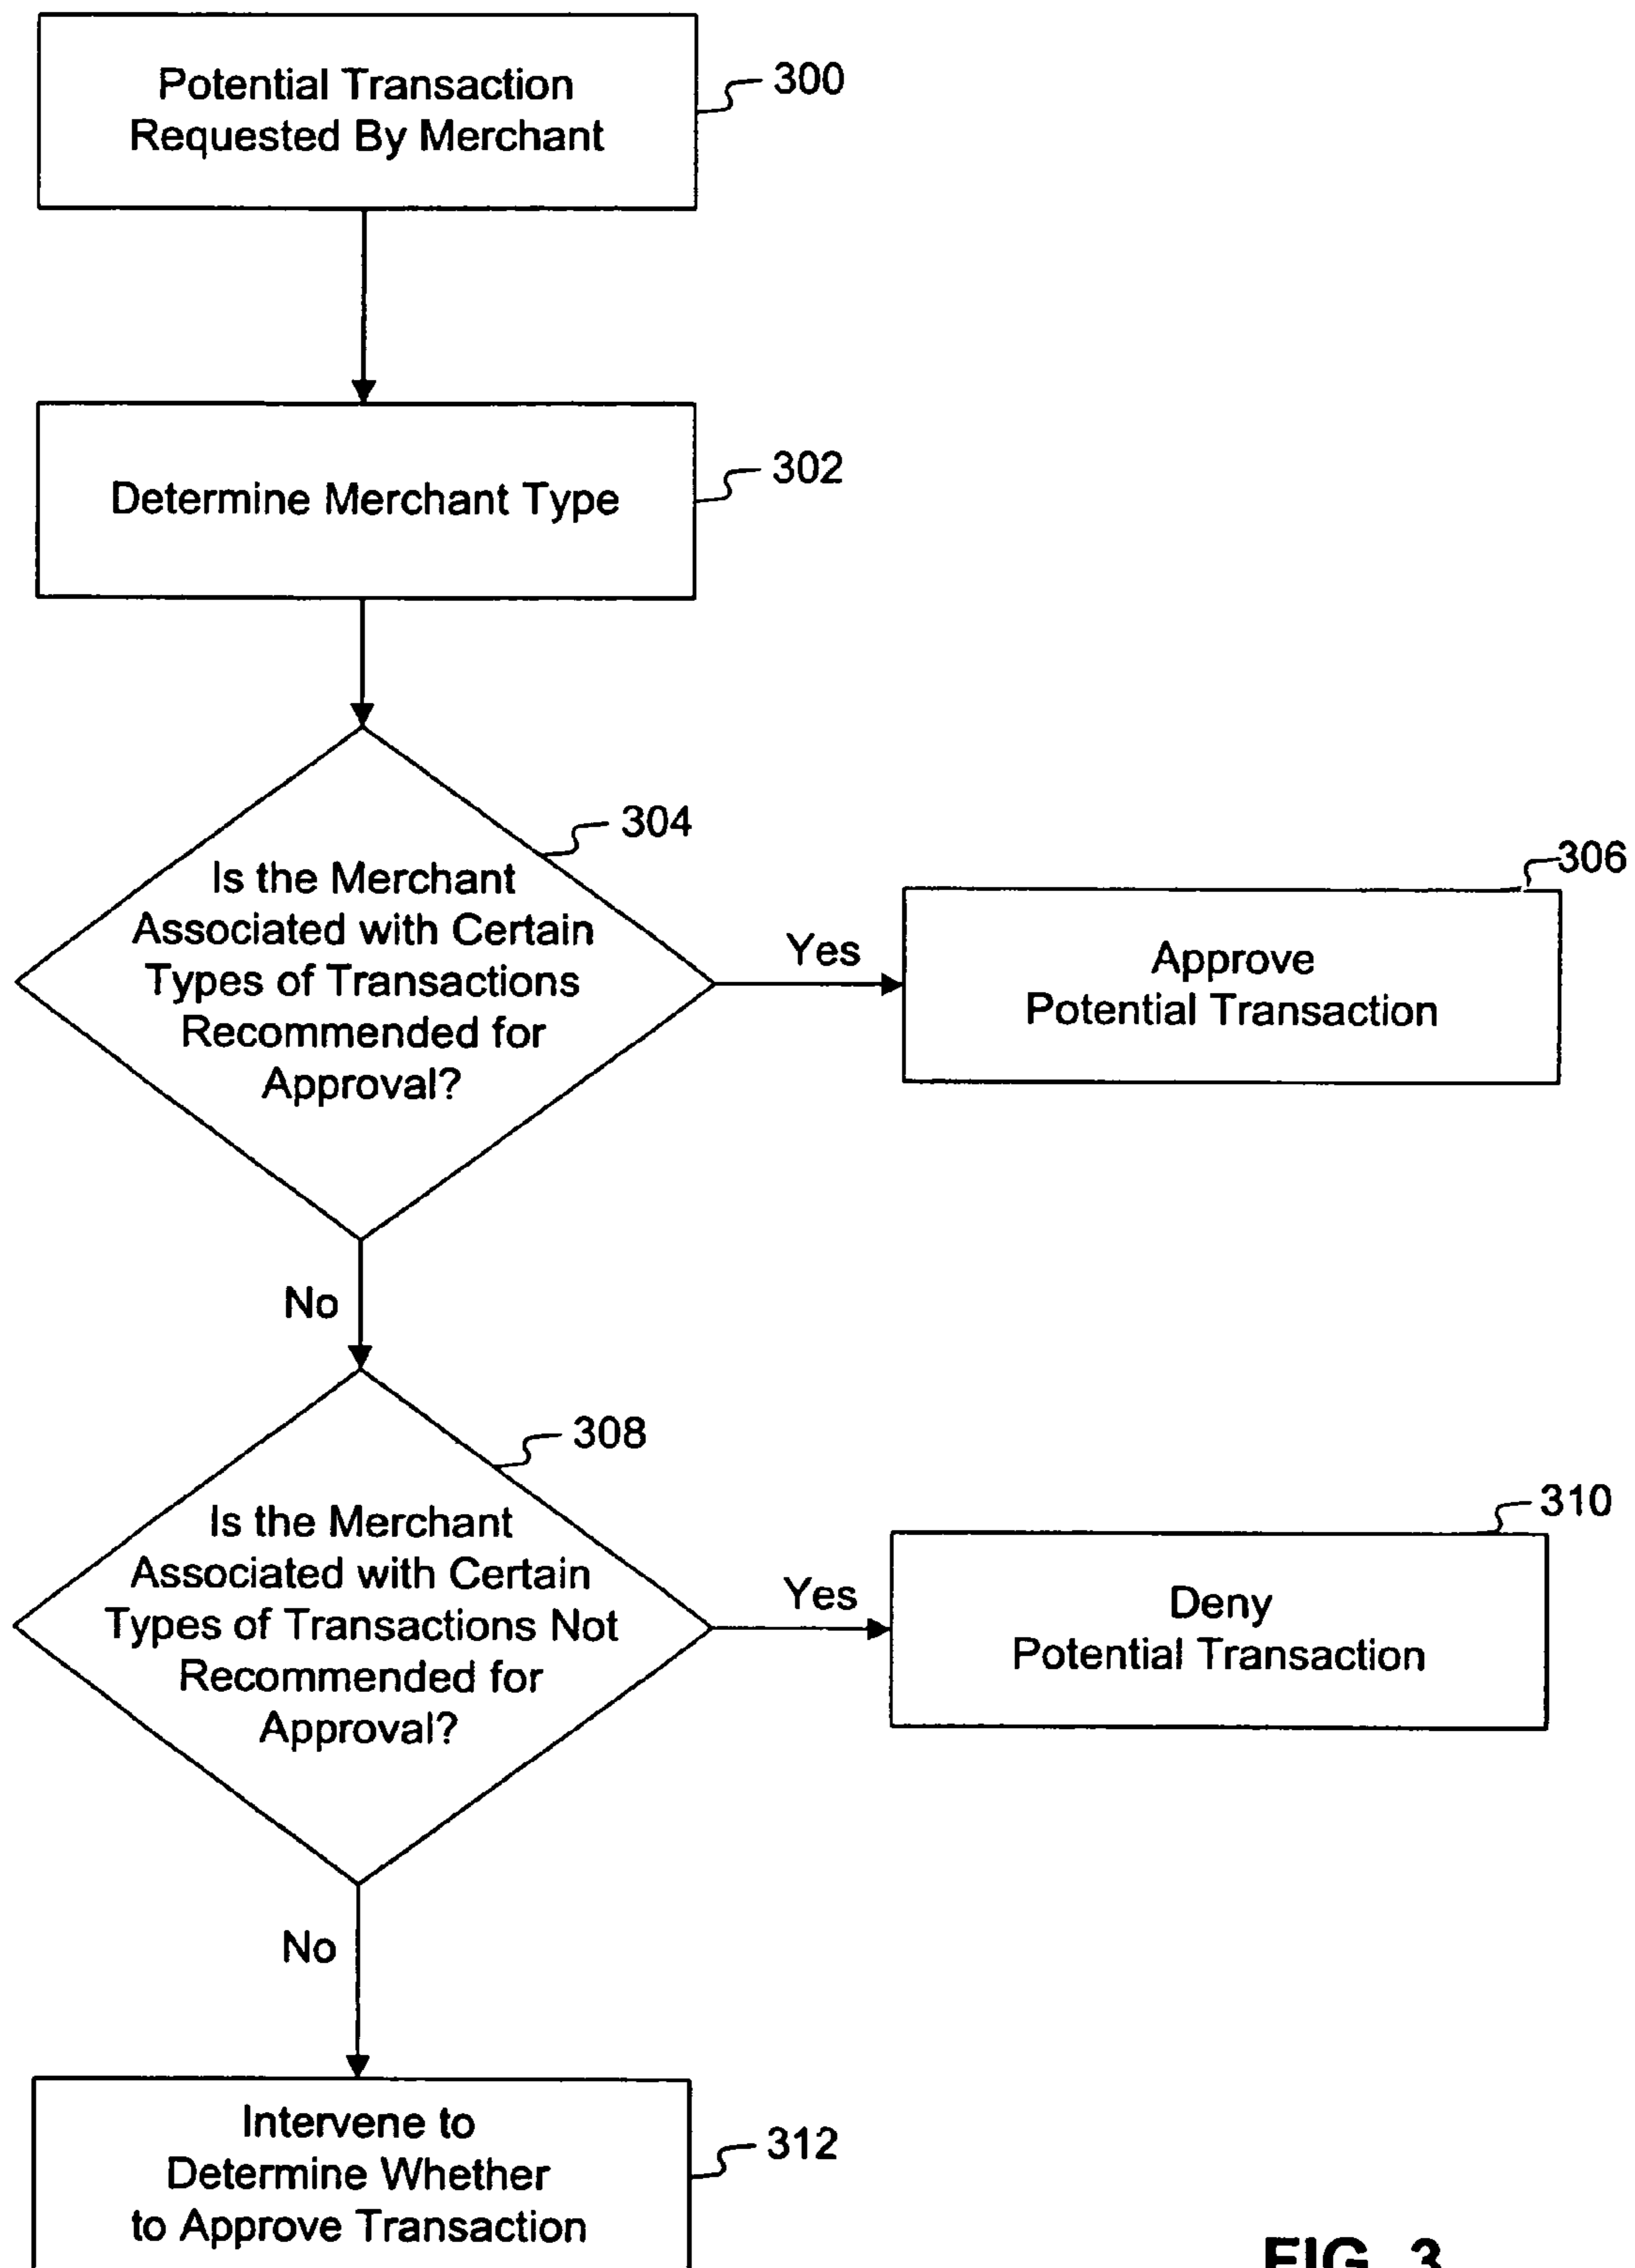 Potential Transaction
Requested By Merchant
300
Determine Merchant Type
302
304
Is the Merchant
Associated with Certain
Types of Transactions
Recommended for
Approval?
Yes
306
Approve
Potential Transaction
No
308
Is the Merchant
Associated with Certain
Types of Transactions Not
Recommended for
Approval?
Yes
310
Deny
Potential Transaction
No
Intervene to
Determine Whether
to Approve Transaction
312
FIG. 3